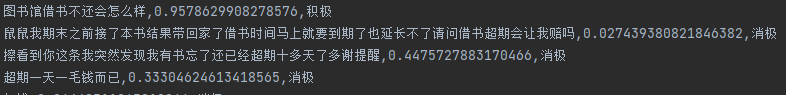 图书馆借书不还会怎么样,0.9578629908278576,积极
鼠鼠我期末之前接了本书结果带回家了借书时间马上就要到期了也延长不了请问借书超期会让我赔吗,0.027439380821846382,消极
擦看到你这条我突然发现我有书忘了还已经超期十多天了多谢提醒,0.4475727883170466,消极
超期一天一毛钱而已,0.33304624613418565,消极